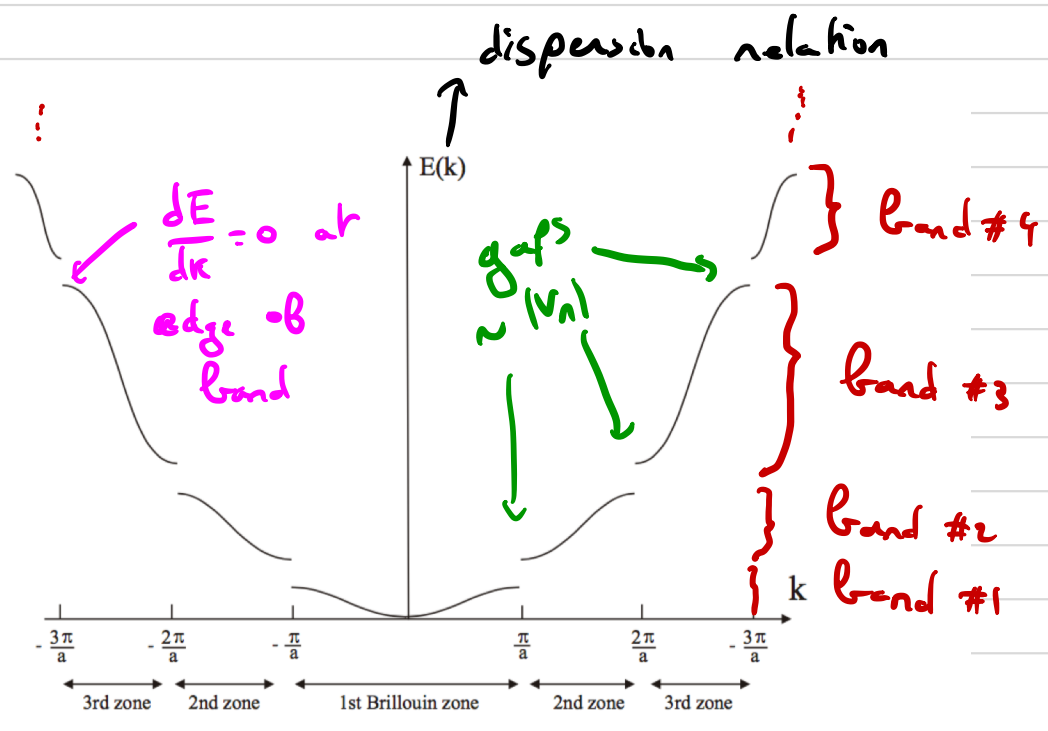 dispersion relation
E(k)
dE/dk = 0 at
edge of
band
gaps
~ |Vn|
} band #4
} band #3
} band #2
} band #1
k
- 3π/a
- 2π/a
- π/a
π/a
2π/a
- 3π/a
3rd zone
2nd zone
1st Brillouin zone
2nd zone
3rd zone